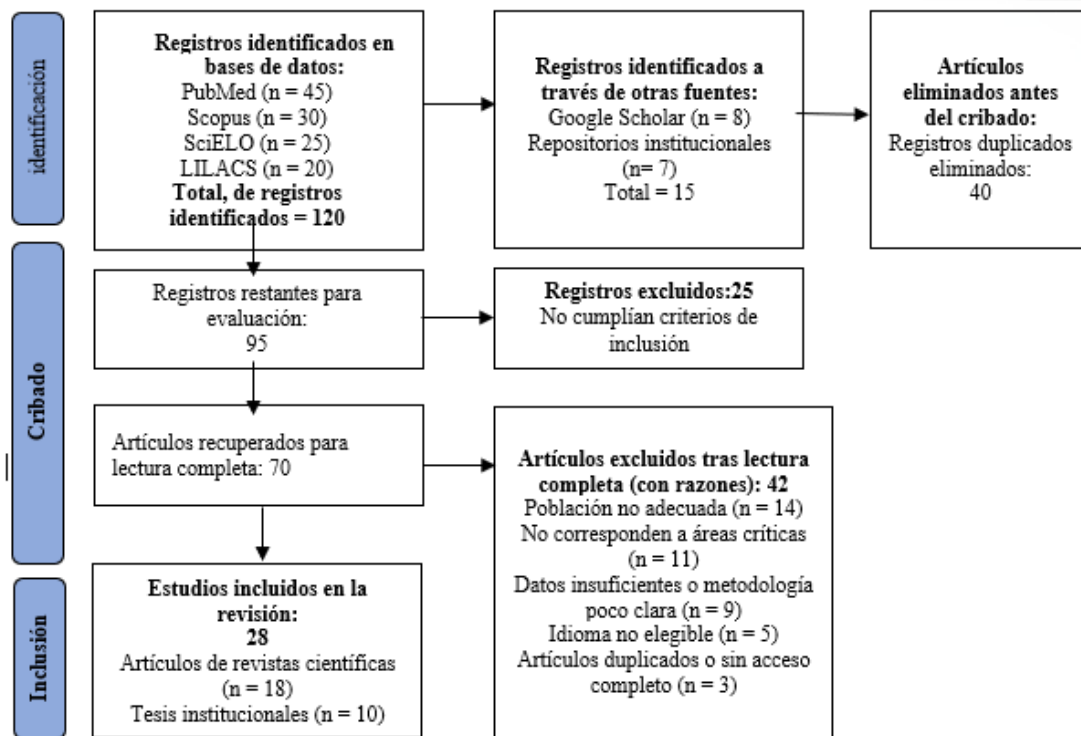 identificación
Registros identificados en
bases de datos:
PubMed (n = 45)
Scopus (n = 30)
SciELO (n = 25)
LILACS (n = 20)
Total, de registros
identificados = 120
Registros identificados a
través de otras fuentes:
Google Scholar (n = 8)
Repositorios institucionales
(n= 7)
Total = 15
Artículos
eliminados antes
del cribado:
Registros duplicados
eliminados:
40
Cribado
Registros restantes para
evaluación:
95
Registros excluidos:25
No cumplían criterios de
inclusión
Artículos recuperados para
lectura completa: 70
Artículos excluidos tras lectura
completa (con razones): 42
Población no adecuada (n = 14)
No corresponden a áreas críticas
(n = 11)
Datos insuficientes o metodología
poco clara (n = 9)
Idioma no elegible (n = 5)
Artículos duplicados o sin acceso
completo (n = 3)
Inclusión
Estudios incluidos en la
revisión:
28
Artículos de revistas científicas
(n = 18)
Tesis institucionales (n = 10)